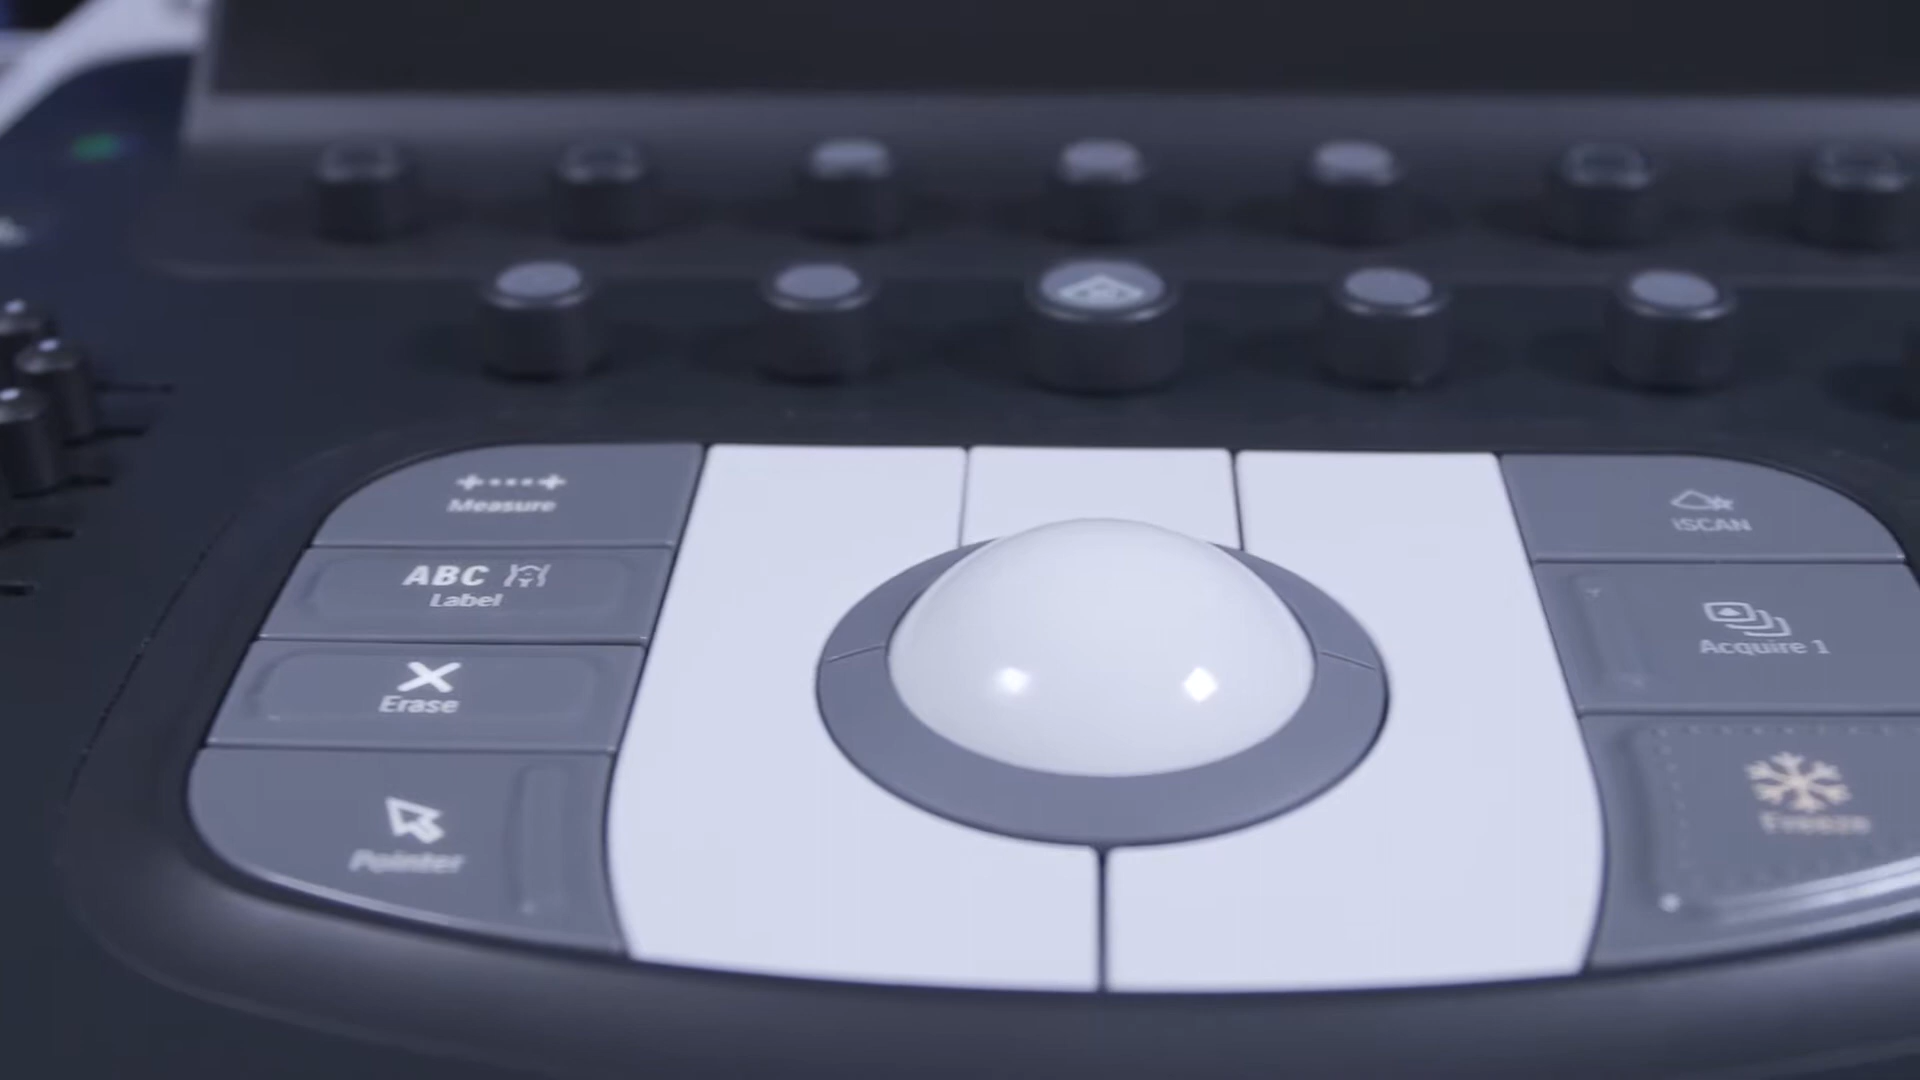 Measure
ABC
Label
Erase
Pointer
iSCAN
Acquire 1
Freeze